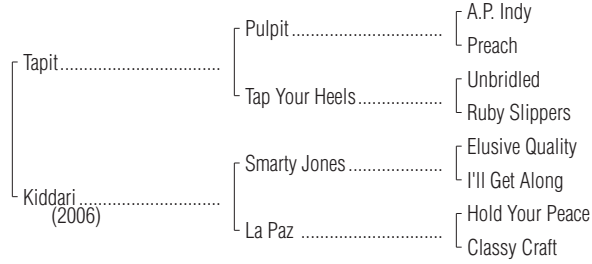 A.P. Indy
Pulpit
Preach
Tapit
Unbridled
Tap Your Heels
Ruby Slippers
Elusive Quality
Smarty Jones
I'll Get Along
Kiddari
(2006)
Hold Your Peace
La Paz
Classy Craft